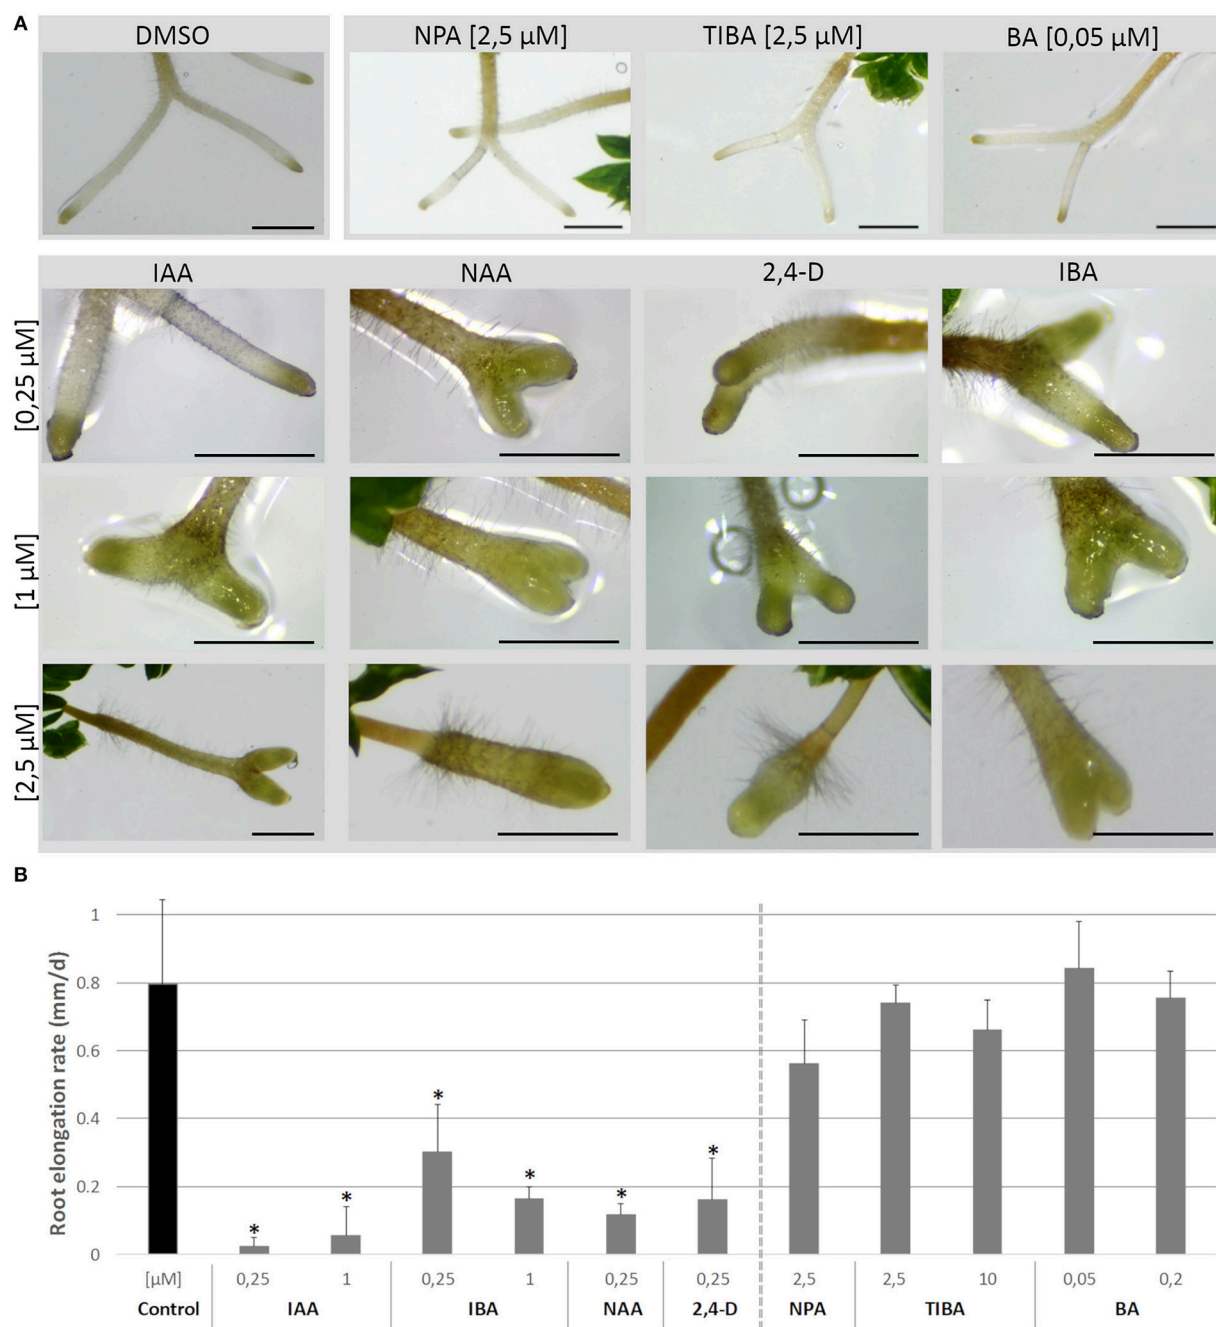 A
DMSO
NPA [2,5 µM]
TIBA [2,5 µM]
BA [0,05 µM]
IAA
NAA
2,4-D
IBA
[0,25 µM]
[1 µM]
[2,5 µM]
B
Root elongation rate (mm/d)
1
0.8
0.6
0.4
0.2
0
* * * * * *
[µM] 0,25 1 0,25 1 0,25 0,25 2,5 2,5 10 0,05 0,2
Control IAA IBA NAA 2,4-D NPA TIBA BA